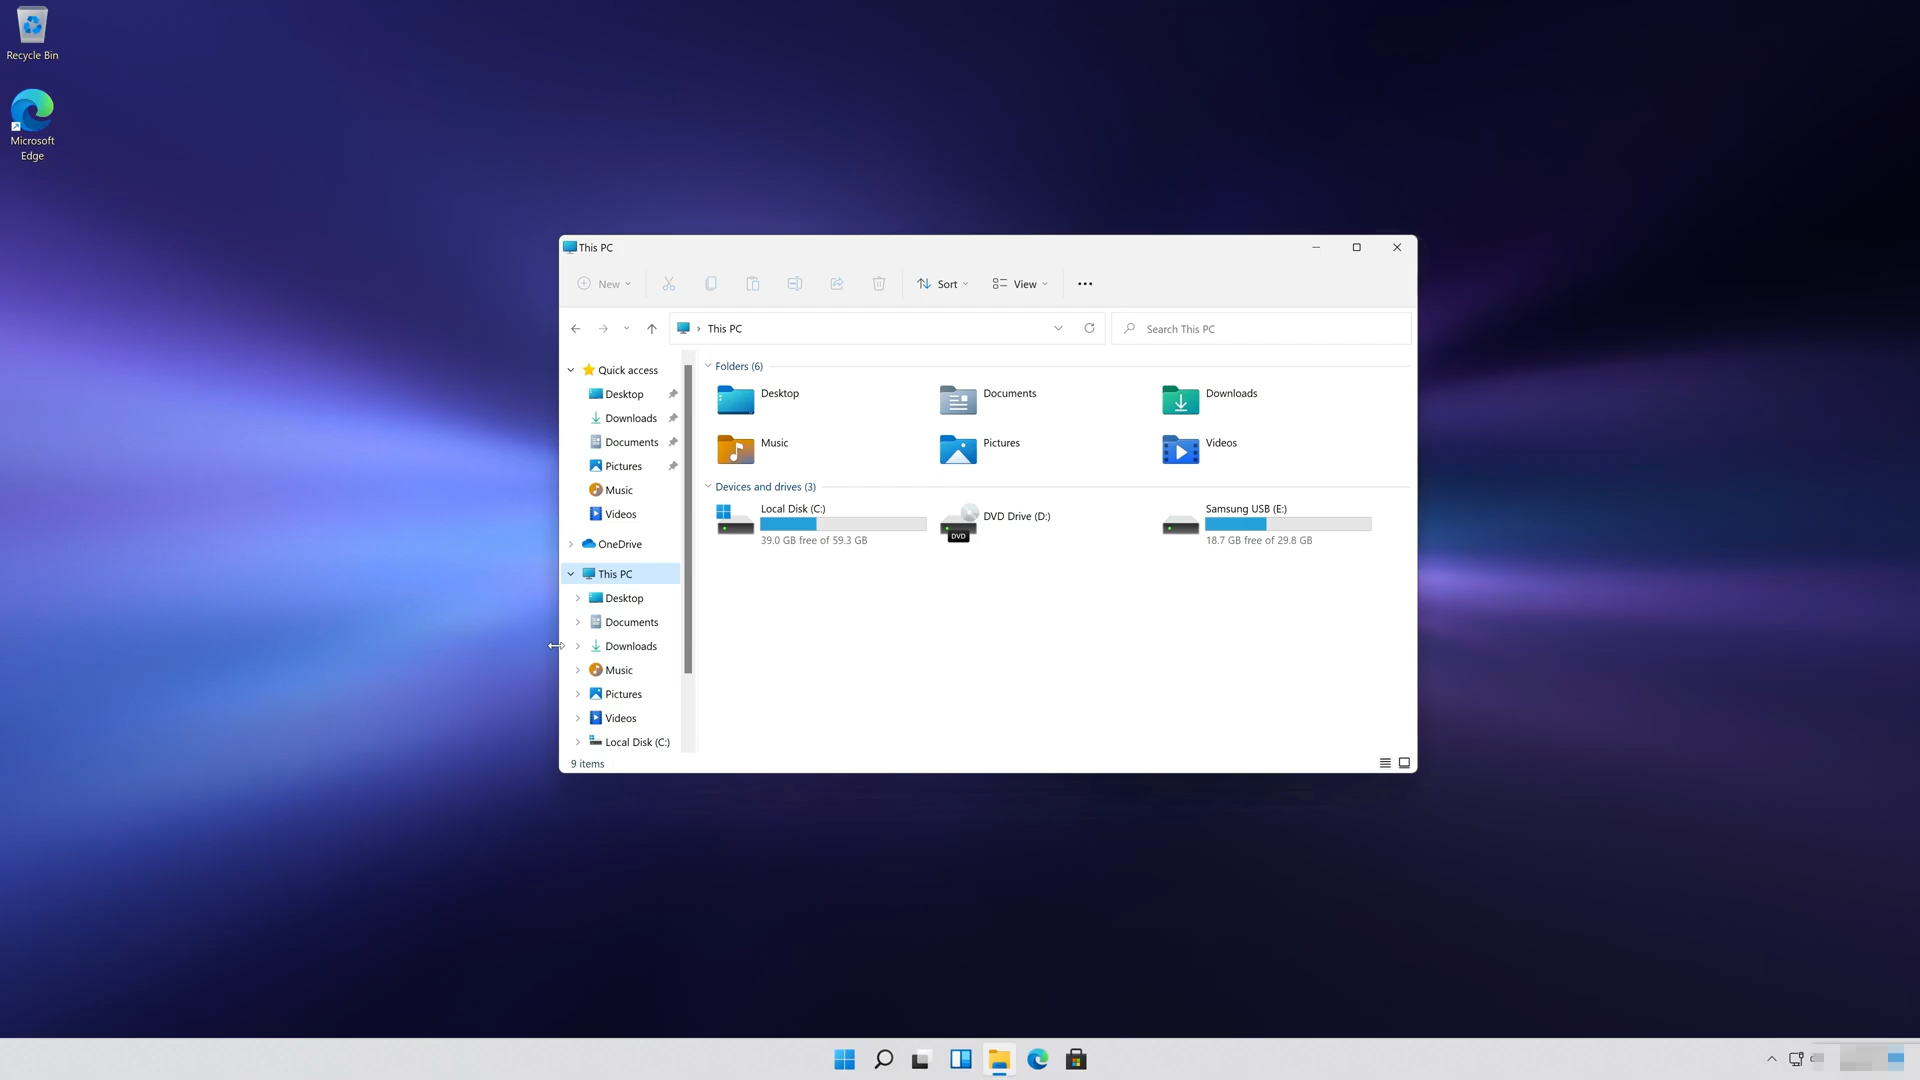 Recycle Bin
Microsoft
Edge
This PC
New
Sort
View
This PC
Search This PC
Quick access
Desktop
Downloads
Documents
Pictures
Music
Videos
OneDrive
This PC
Desktop
Documents
Downloads
Music
Pictures
Videos
Local Disk (C:)
Folders (6)
Desktop
Documents
Downloads
Music
Pictures
Videos
Devices and drives (3)
Local Disk (C:)
39.0 GB free of 59.3 GB
DVD Drive (D:)
DVD
Samsung USB (E:)
18.7 GB free of 29.8 GB
9 items